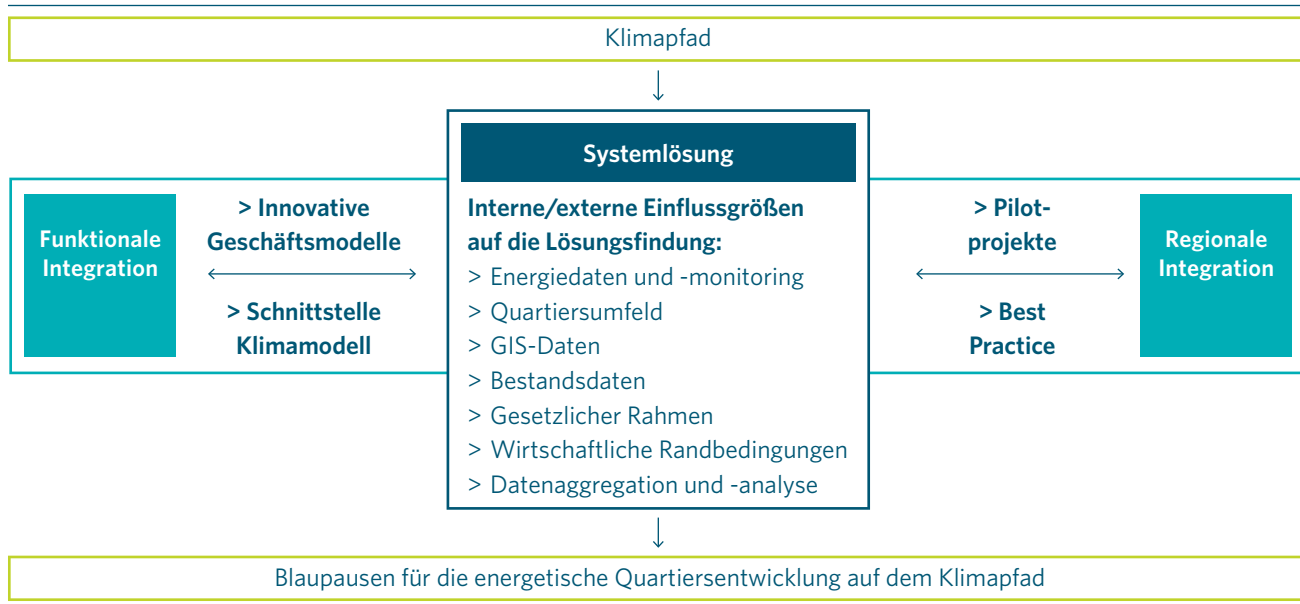 Klimapfad
Systemlösung
Funktionale
Integration
> Innovative
Geschäftsmodelle
> Schnittstelle
Klimamodell
Interne/externe Einflussgrößen
auf die Lösungsfindung:
> Energiedaten und -monitoring
> Quartiersumfeld
> GIS-Daten
> Bestandsdaten
> Gesetzlicher Rahmen
> Wirtschaftliche Randbedingungen
> Datenaggregation und -analyse
> Pilot-
projekte
> Best
Practice
Regionale
Integration
Blaupausen für die energetische Quartiersentwicklung auf dem Klimapfad